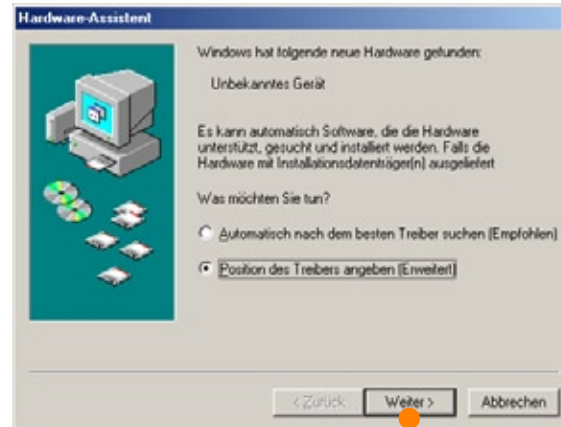 Hardware-Assistent
Windows hat folgende neue Hardware gefunden:
Unbekanntes Gerät
Es kann automatisch Software, die die Hardware
unterstützt, gesucht und installiert werden. Falls die
Hardware mit Installationsdatenträger(n) ausgeliefert
Was möchten Sie tun?
Automatisch nach dem besten Treiber suchen (Empfohlen)
Position des Treibers angeben (Erweitert)
< Zurück Weiter > Abbrechen